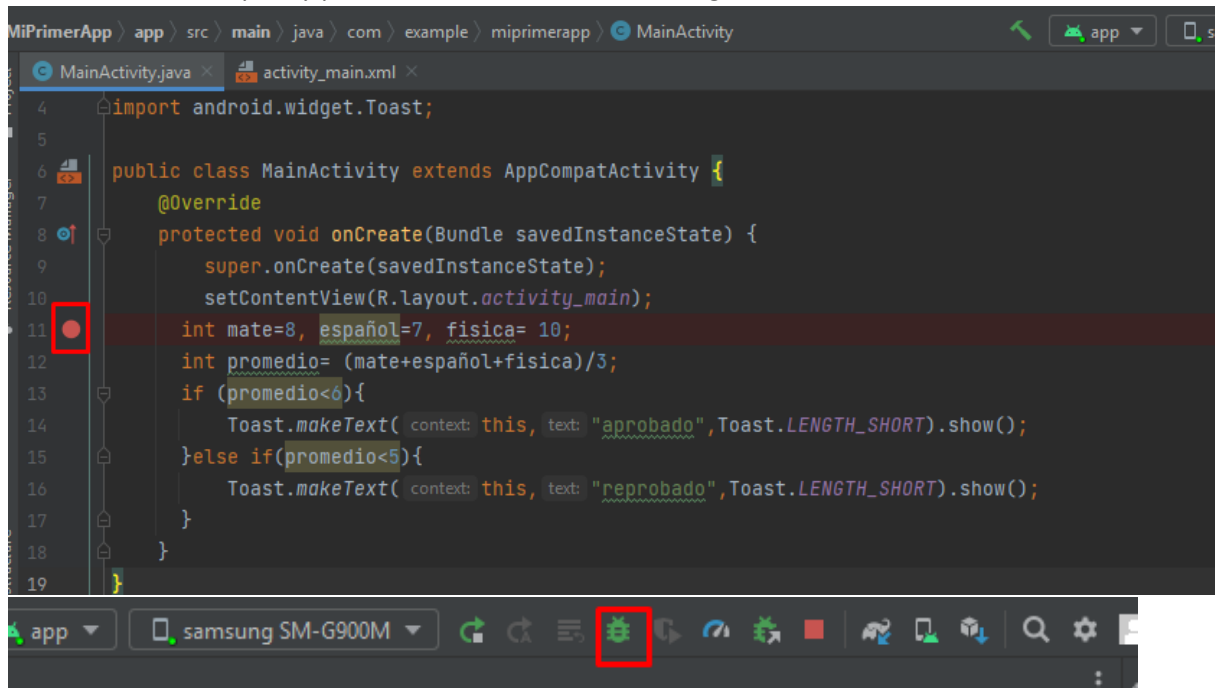 MiPrimerApp 〉 app 〉 src 〉 main 〉 java 〉 com 〉 example 〉 miprimerapp 〉 MainActivity app
MainActivity.java activity_main.xml
4 import android.widget.Toast;
5
6 public class MainActivity extends AppCompatActivity {
7 @Override
8 protected void onCreate(Bundle savedInstanceState) {
9 super.onCreate(savedInstanceState);
10 setContentView(R.layout.activity_main);
11 int mate=8, español=7, fisica= 10;
12 int promedio= (mate+español+fisica)/3;
13 if (promedio<6){
14 Toast.makeText( context: this, text: "aprobado",Toast.LENGTH_SHORT).show();
15 }else if(promedio<5){
16 Toast.makeText( context: this, text: "reprobado",Toast.LENGTH_SHORT).show();
17 }
18 }
19 }
app samsung SM-G900M